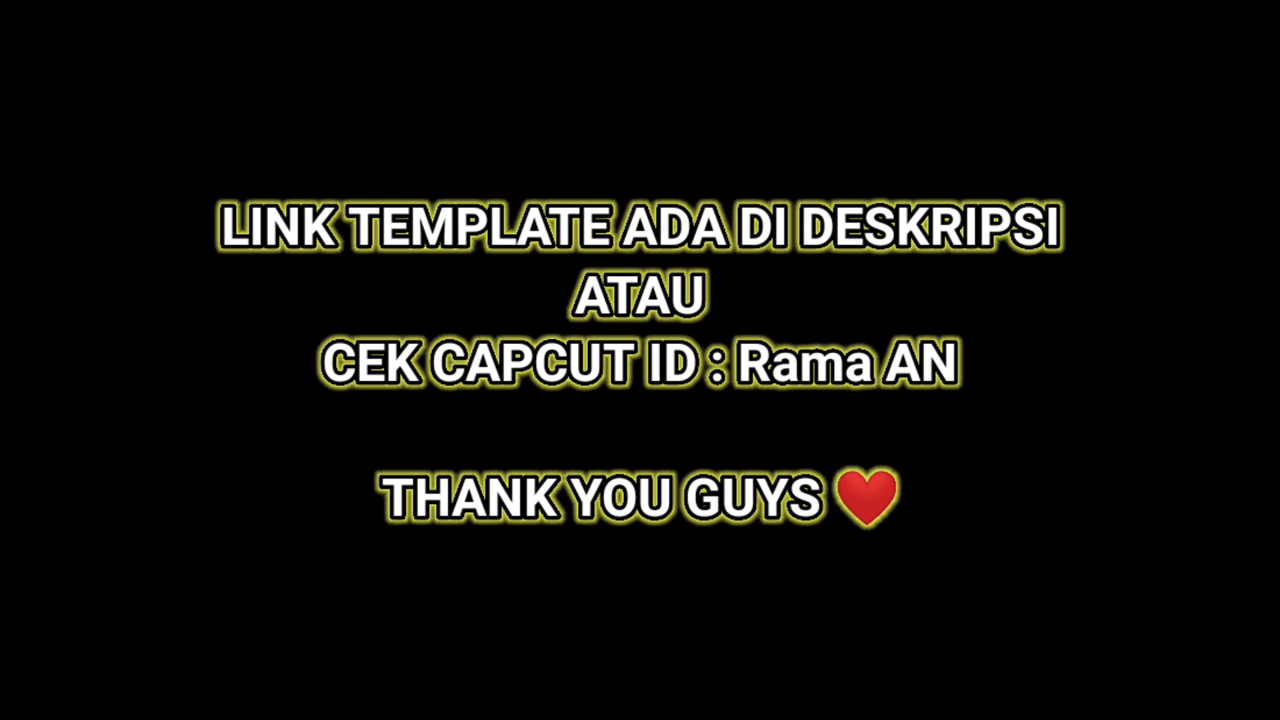 LINK TEMPLATE ADA DI DESKRIPSI
ATAU
CEK CAPCUT ID : Rama AN
THANK YOU GUYS ❤️